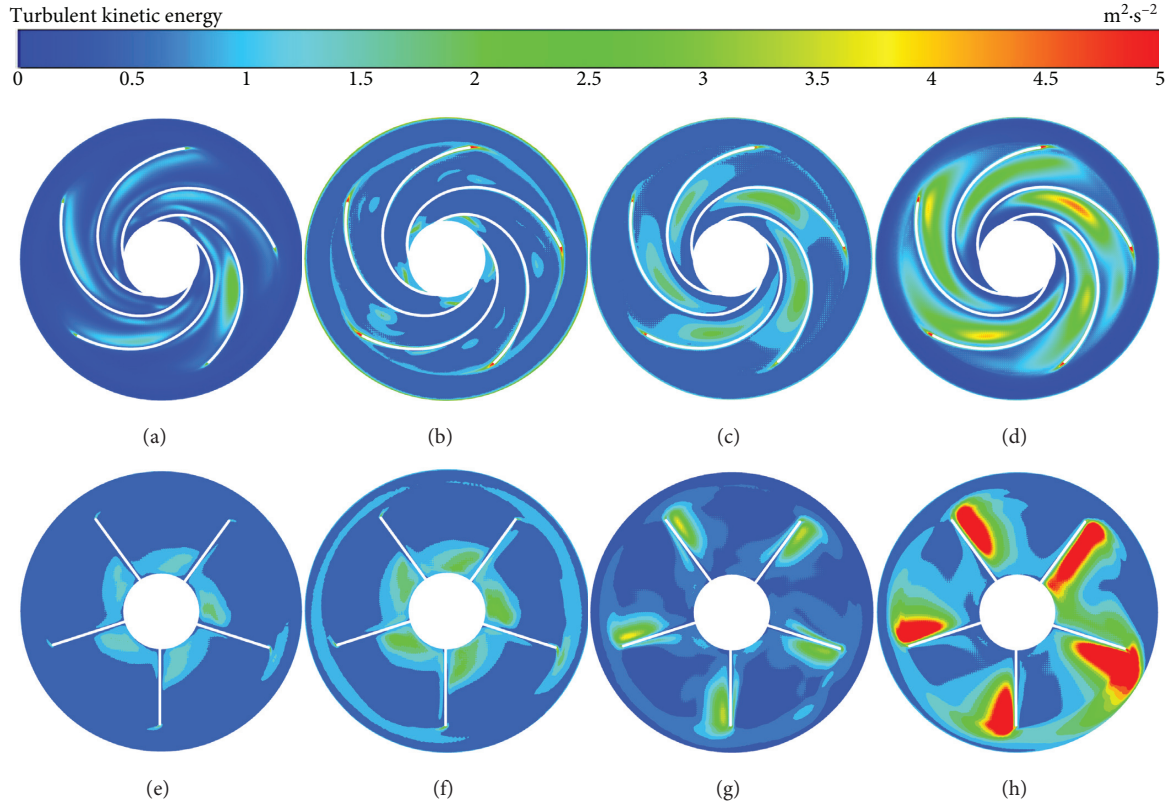 Turbulent kinetic energy m²·s⁻²
0 0.5 1 1.5 2 2.5 3 3.5 4 4.5 5
(a) (b) (c) (d)
(e) (f) (g) (h)